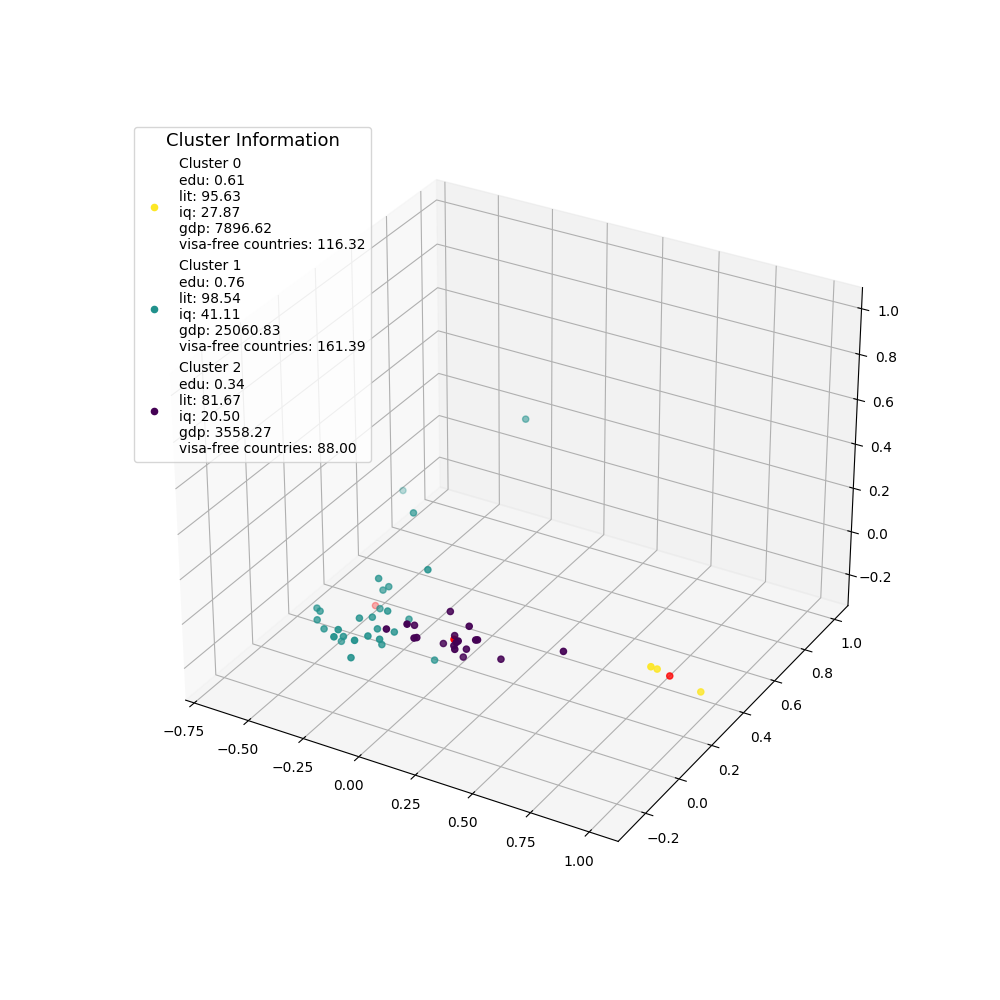 Cluster Information
Cluster 0
edu: 0.61
lit: 95.63
iq: 27.87
gdp: 7896.62
visa-free countries: 116.32
Cluster 1
edu: 0.76
lit: 98.54
iq: 41.11
gdp: 25060.83
visa-free countries: 161.39
Cluster 2
edu: 0.34
lit: 81.67
iq: 20.50
gdp: 3558.27
visa-free countries: 88.00
1.0
0.8
0.6
0.4
0.2
0.0
−0.2
−0.75
−0.50
−0.25
0.00
0.25
0.50
0.75
1.00
−0.2
0.0
0.2
0.4
0.6
0.8
1.0